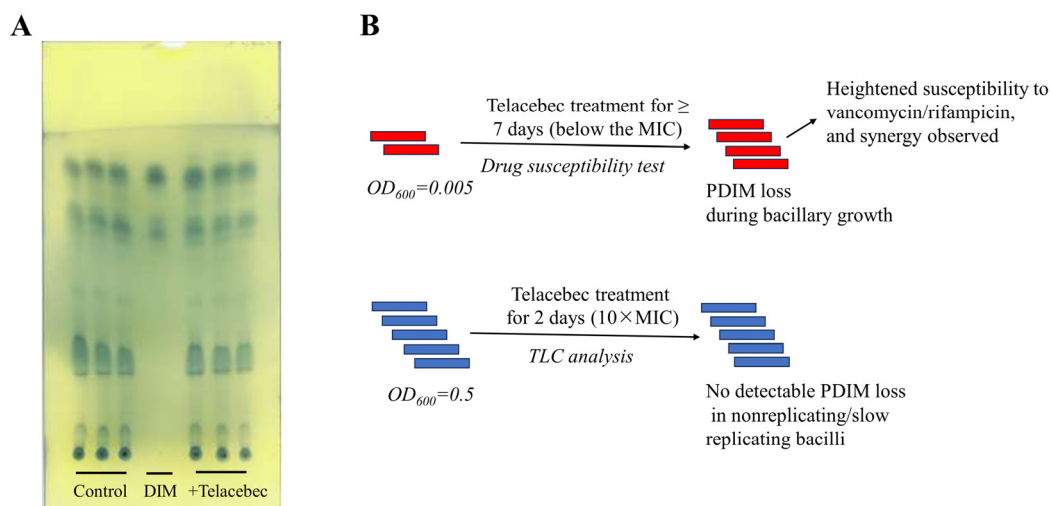 A
Control DIM +Telacebec
B
Telacebec treatment for ≥
7 days (below the MIC)
Drug susceptibility test
OD600=0.005
Heightened susceptibility to
vancomycin/rifampicin,
and synergy observed
PDIM loss
during bacillary growth
Telacebec treatment
for 2 days (10×MIC)
TLC analysis
OD600=0.5
No detectable PDIM loss
in nonreplicating/slow
replicating bacilli